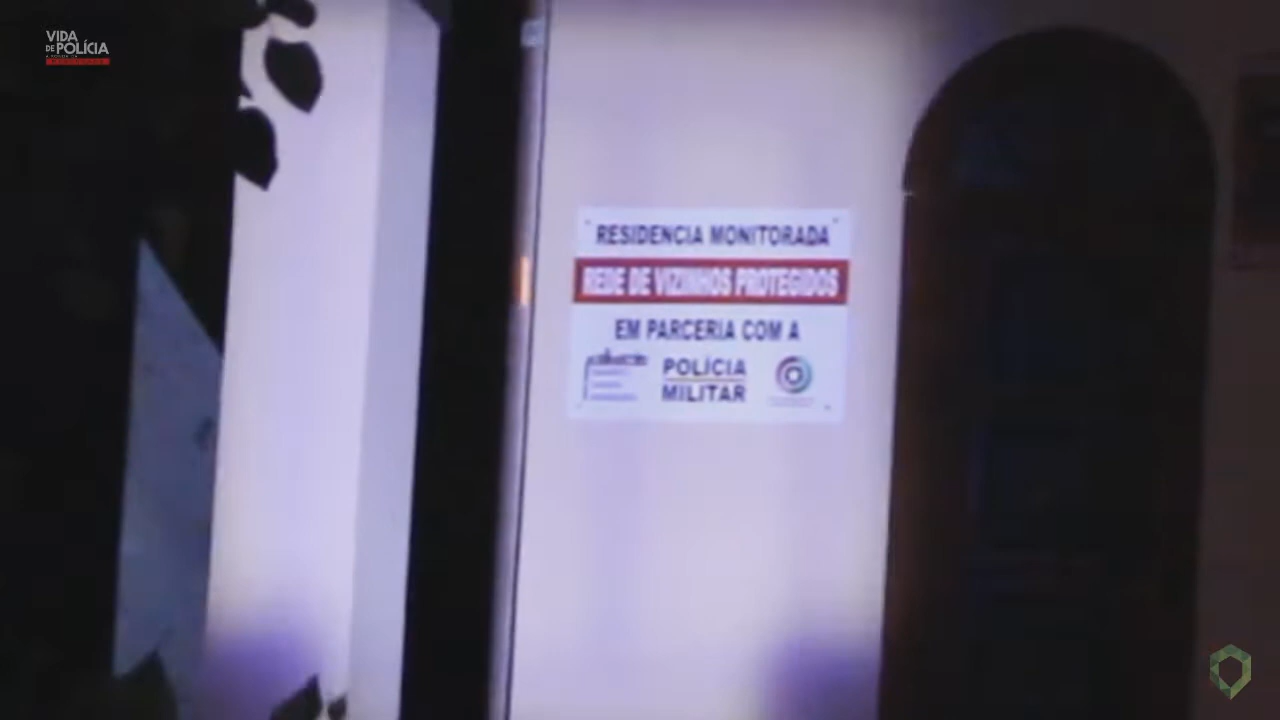 VIDA
DE POLÍCIA
RESIDENCIA MONITORADA
REDE DE VIZINHOS PROTEGIDOS
EM PARCERIA COM A
POLÍCIA
MILITAR